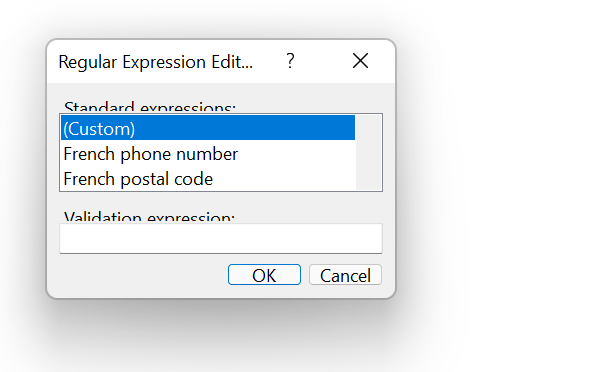 Regular Expression Edit... ?
Standard expressions:
(Custom)
French phone number
French postal code
Validation expression:
OK Cancel